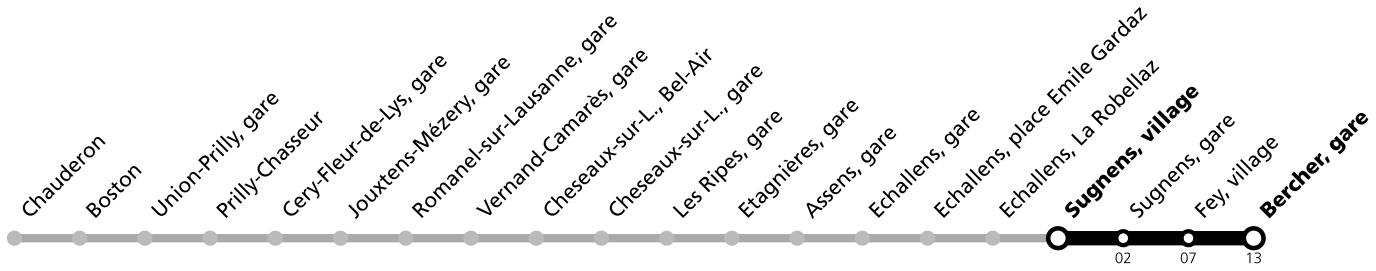 Chauderon
Boston
Union-Prilly, gare
Prilly-Chasseur
Cery-Fleur-de-Lys, gare
Jouxtens-Mézery, gare
Romanel-sur-Lausanne, gare
Vernand-Camarès, gare
Cheseaux-sur-L., Bel-Air
Cheseaux-sur-L., gare
Les Ripes, gare
Etagnières, gare
Assens, gare
Echallens, gare
Echallens, place Emile Gardaz
Echallens, La Robellaz
Sugnens, village
Sugnens, gare
Fey, village
Bercher, gare
02
07
13